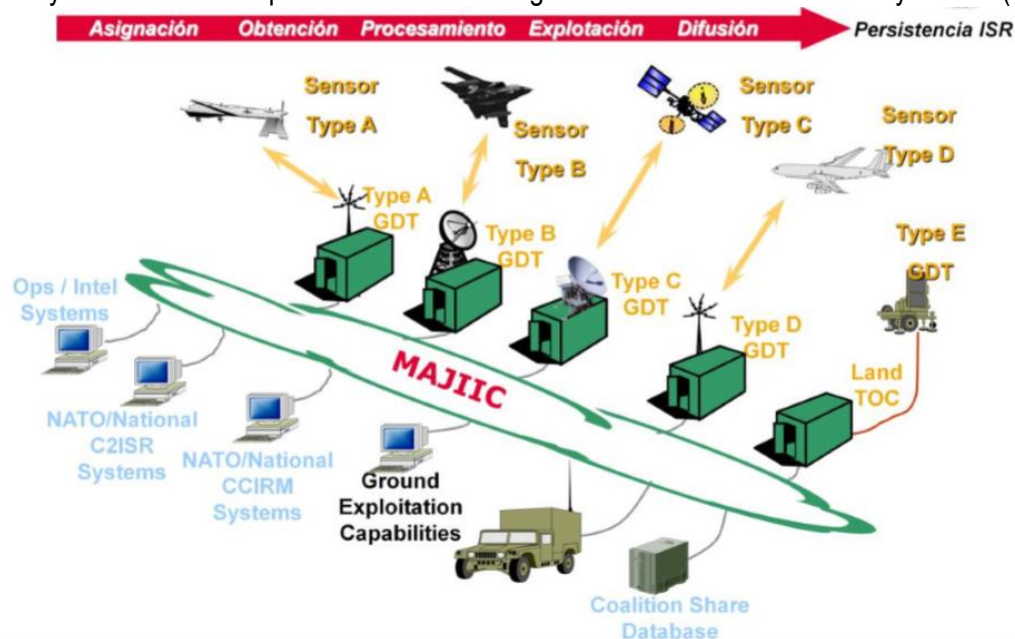 Asignación Obtención Procesamiento Explotación Difusión Persistencia ISR
Sensor
Type A
Sensor
Type B
Sensor
Type C
Sensor
Type D
Type A
GDT
Type B
GDT
Type C
GDT
Type D
GDT
Type E
GDT
Land
TOC
Ops / Intel
Systems
MAJIIC
NATO/National
C2ISR
Systems
NATO/National
CCIRM
Systems
Ground
Exploitation
Capabilities
Coalition Share
Database